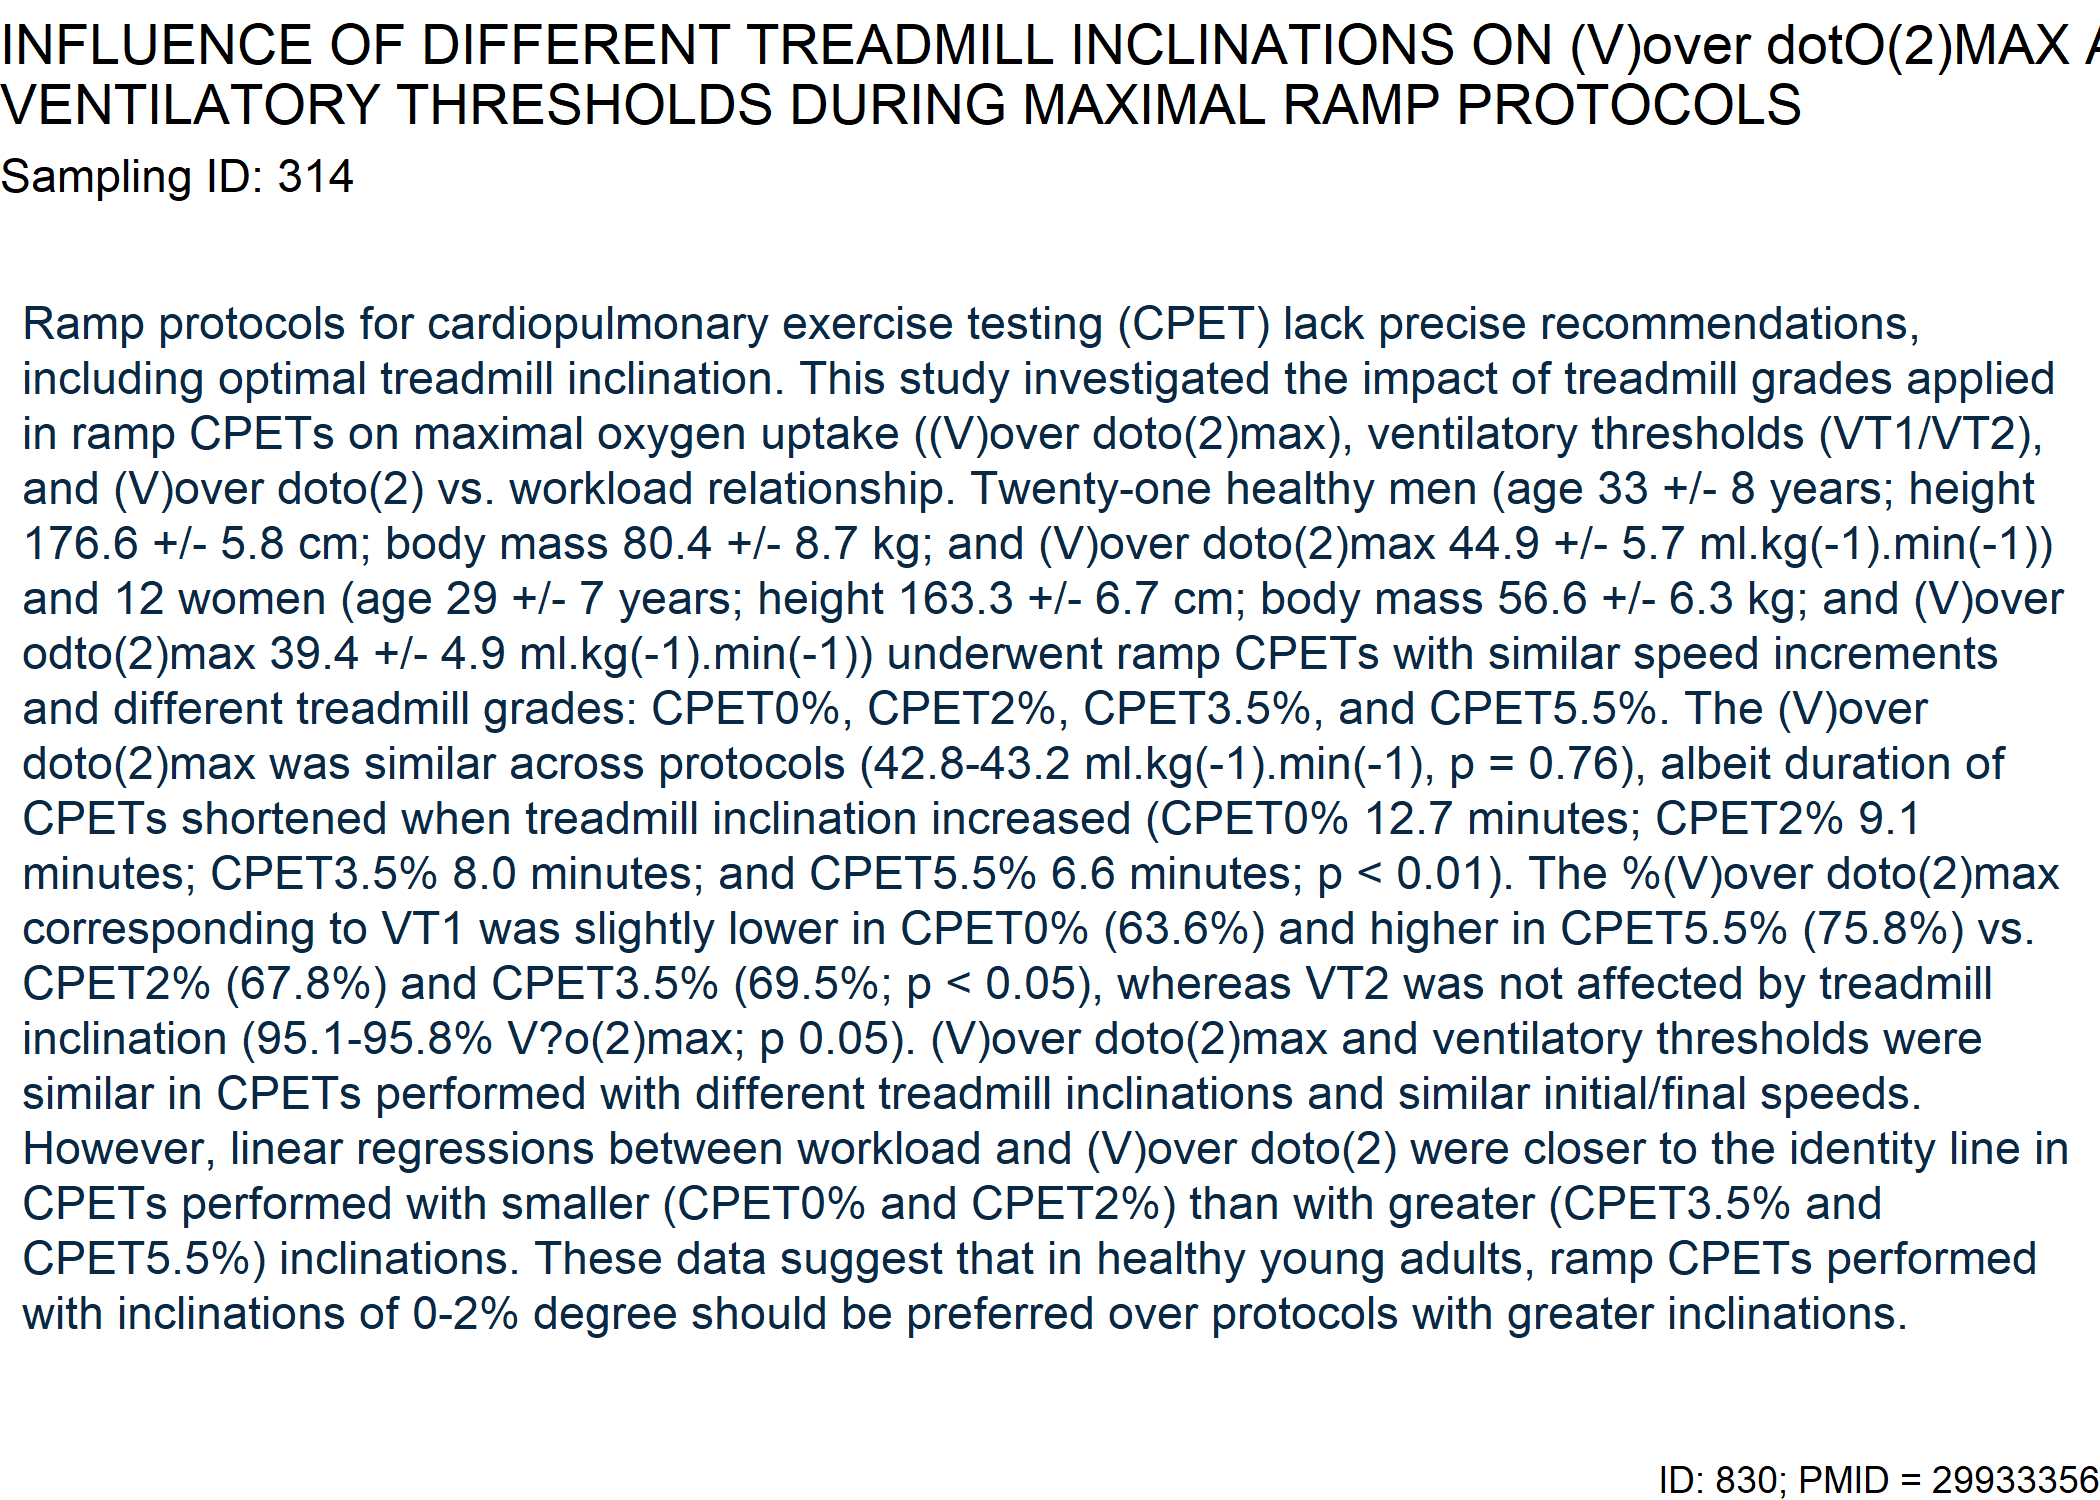 INFLUENCE OF DIFFERENT TREADMILL INCLINATIONS ON (V)over dotO(2)MAX A
VENTILATORY THRESHOLDS DURING MAXIMAL RAMP PROTOCOLS
Sampling ID: 314
Ramp protocols for cardiopulmonary exercise testing (CPET) lack precise recommendations,
including optimal treadmill inclination. This study investigated the impact of treadmill grades applied
in ramp CPETs on maximal oxygen uptake ((V)over doto(2)max), ventilatory thresholds (VT1/VT2),
and (V)over doto(2) vs. workload relationship. Twenty-one healthy men (age 33 +/- 8 years; height
176.6 +/- 5.8 cm; body mass 80.4 +/- 8.7 kg; and (V)over doto(2)max 44.9 +/- 5.7 ml.kg(-1).min(-1))
and 12 women (age 29 +/- 7 years; height 163.3 +/- 6.7 cm; body mass 56.6 +/- 6.3 kg; and (V)over
odto(2)max 39.4 +/- 4.9 ml.kg(-1).min(-1)) underwent ramp CPETs with similar speed increments
and different treadmill grades: CPET0%, CPET2%, CPET3.5%, and CPET5.5%. The (V)over
doto(2)max was similar across protocols (42.8-43.2 ml.kg(-1).min(-1), p = 0.76), albeit duration of
CPETs shortened when treadmill inclination increased (CPET0% 12.7 minutes; CPET2% 9.1
minutes; CPET3.5% 8.0 minutes; and CPET5.5% 6.6 minutes; p < 0.01). The %(V)over doto(2)max
corresponding to VT1 was slightly lower in CPET0% (63.6%) and higher in CPET5.5% (75.8%) vs.
CPET2% (67.8%) and CPET3.5% (69.5%; p < 0.05), whereas VT2 was not affected by treadmill
inclination (95.1-95.8% V?o(2)max; p 0.05). (V)over doto(2)max and ventilatory thresholds were
similar in CPETs performed with different treadmill inclinations and similar initial/final speeds.
However, linear regressions between workload and (V)over doto(2) were closer to the identity line in
CPETs performed with smaller (CPET0% and CPET2%) than with greater (CPET3.5% and
CPET5.5%) inclinations. These data suggest that in healthy young adults, ramp CPETs performed
with inclinations of 0-2% degree should be preferred over protocols with greater inclinations.
ID: 830; PMID = 29933356